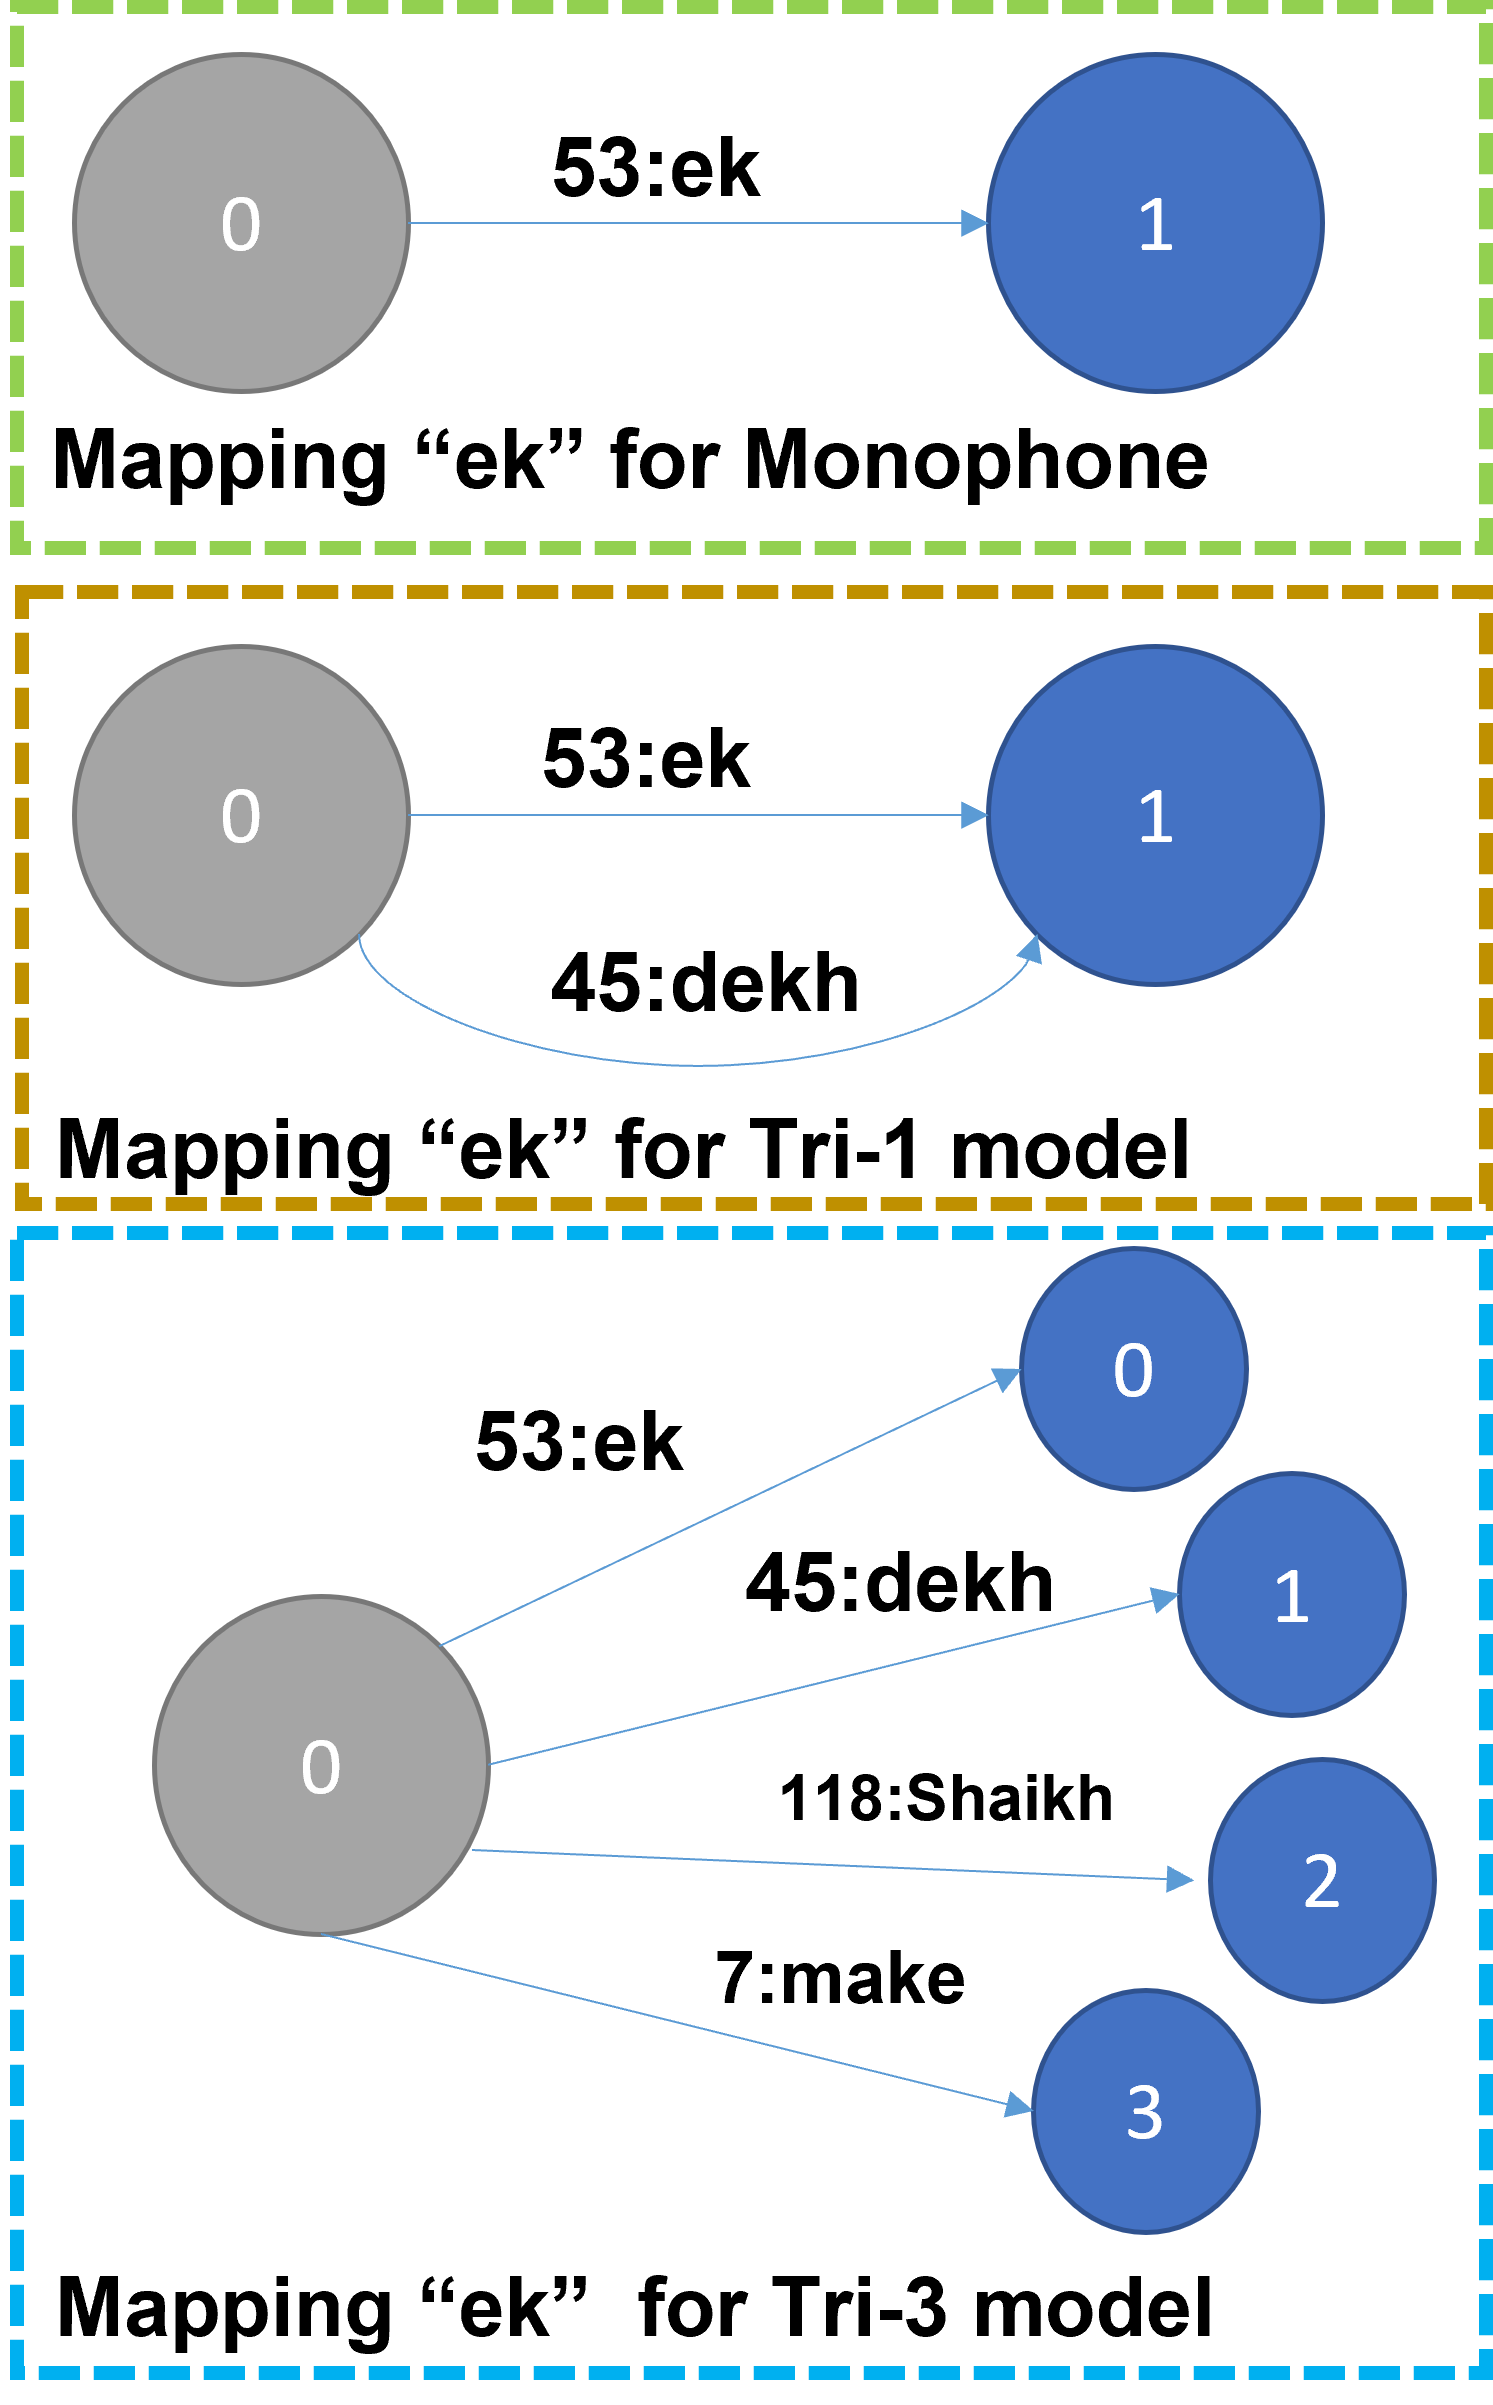 53:ek
0
1
Mapping “ek” for Monophone
53:ek
0
1
45:dekh
Mapping “ek” for Tri-1 model
0
53:ek
45:dekh
1
0
118:Shaikh
2
7:make
3
Mapping “ek”  for Tri-3 model